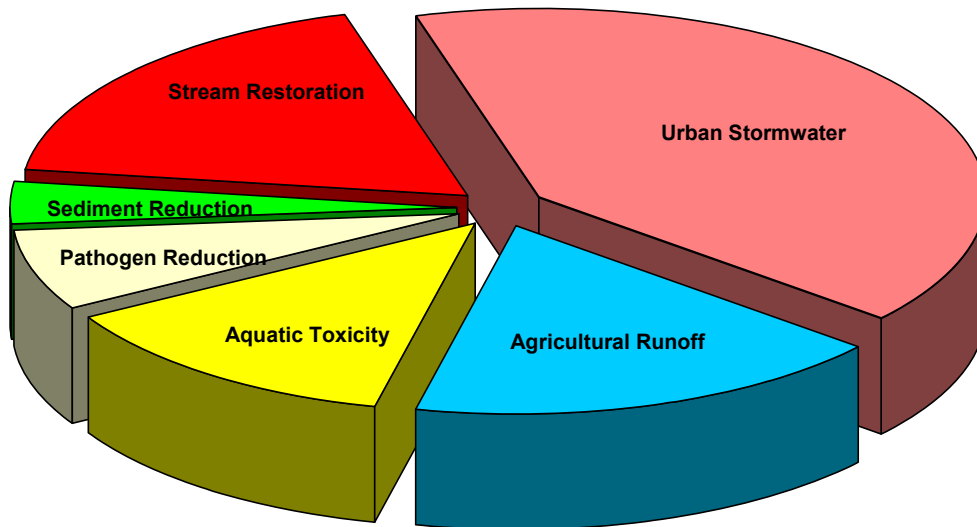 Stream Restoration
Urban Stormwater
Sediment Reduction
Pathogen Reduction
Aquatic Toxicity
Agricultural Runoff